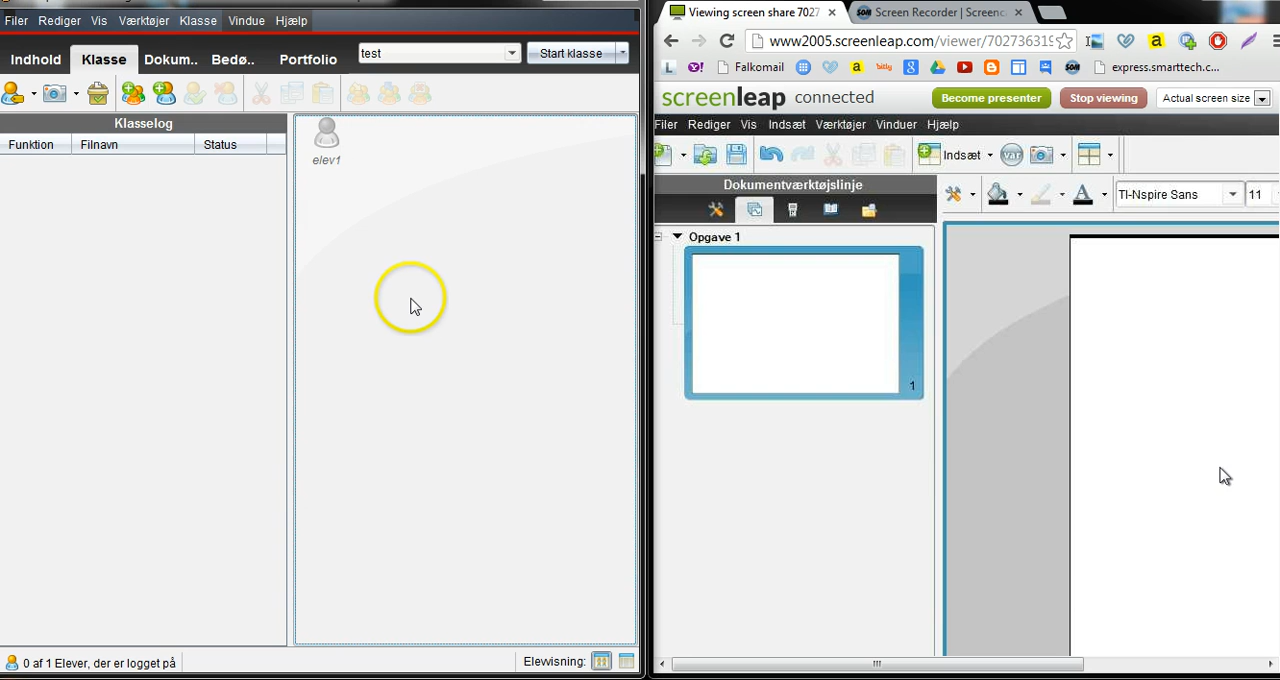 Filer Rediger Vis Værktøjer Klasse Vindue Hjælp
Indhold Klasse Dokum.. Bedø.. Portfolio test Start klasse
Klasselog
Funktion Filnavn Status
elev1
0 af 1 Elever, der er logget på
Elevvisning:
Viewing screen share 7027 Screen Recorder | Screenc
www2005.screenleap.com/viewer/702736319
Falkomail express.smarttech.c...
screenleap connected Become presenter Stop viewing Actual screen size
Filer Rediger Vis Indsæt Værktøjer Vinduer Hjælp
Indsæt var
Dokumentværktøjslinje
TI-Nspire Sans 11
Opgave 1
1